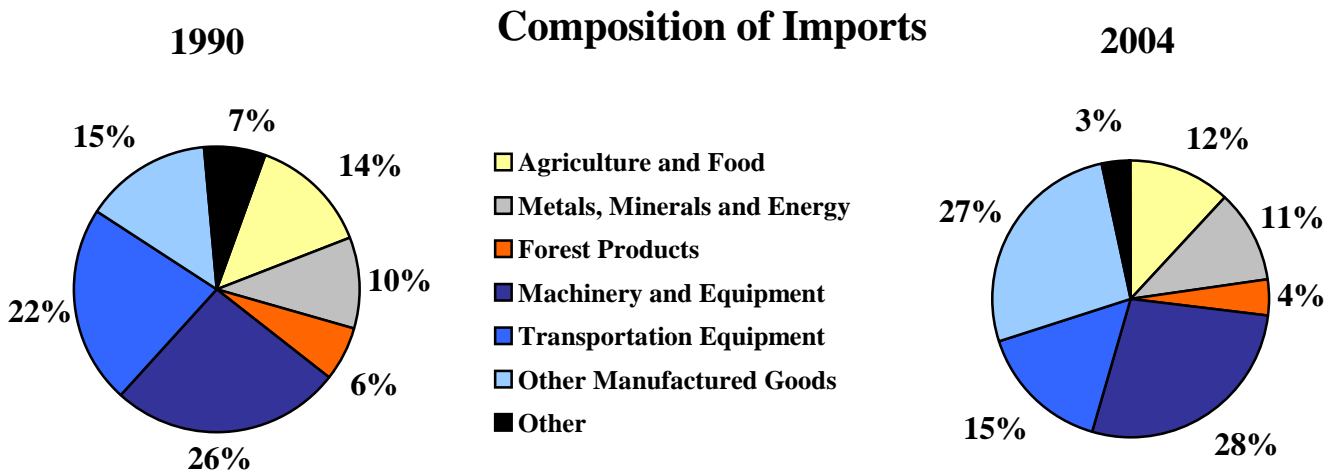 Composition of Imports
1990
7%
14%
10%
6%
26%
22%
15%
Agriculture and Food
Metals, Minerals and Energy
Forest Products
Machinery and Equipment
Transportation Equipment
Other Manufactured Goods
Other
2004
3%
12%
11%
4%
28%
15%
27%